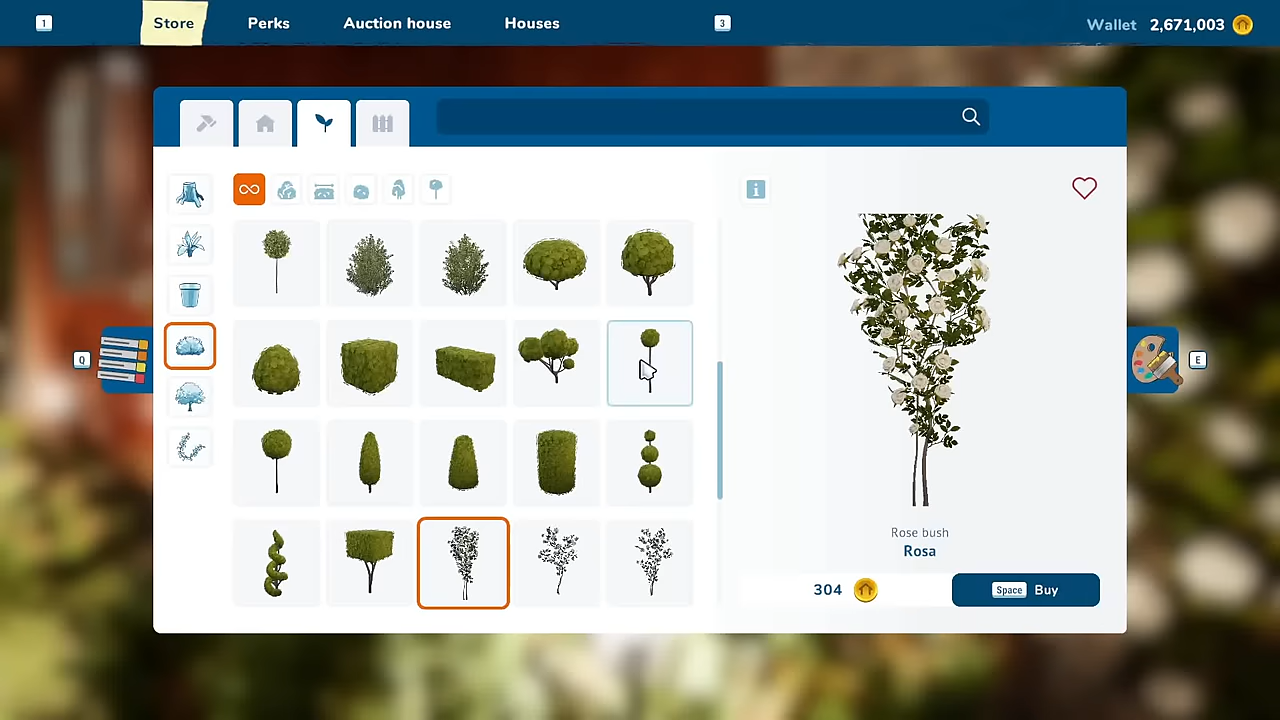 1 Store Perks Auction house Houses 3 Wallet 2,671,003
Q
E
Rose bush
Rosa
304 Space Buy